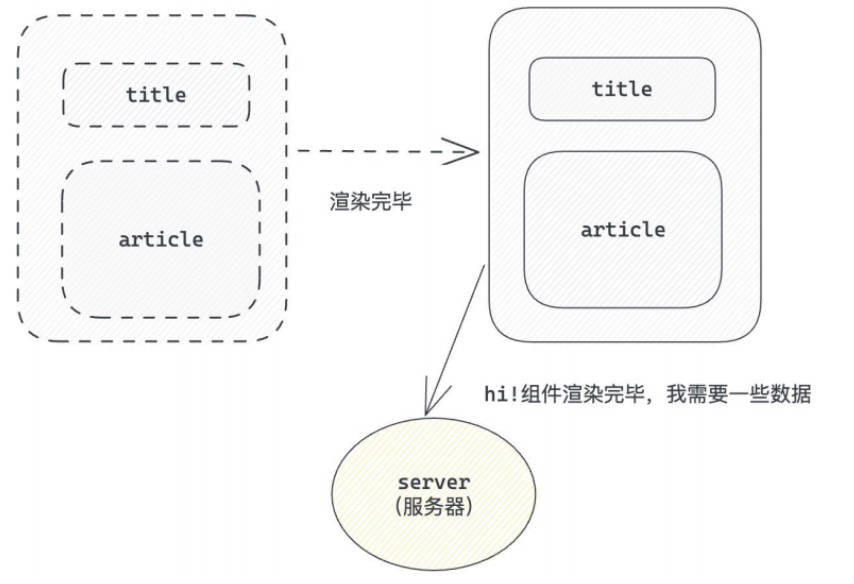 title
title
渲染完毕
article
article
hi!组件渲染完毕，我需要一些数据
server
（服务器）